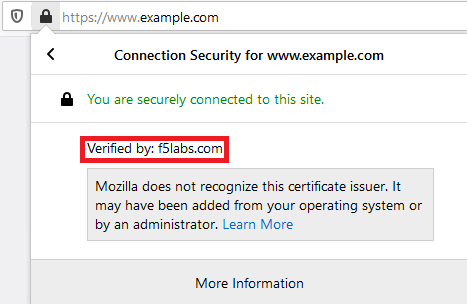 https://www.example.com
Connection Security for www.example.com
You are securely connected to this site.
Verified by: f5labs.com
Mozilla does not recognize this certificate issuer. It
may have been added from your operating system or
by an administrator. Learn More
More Information